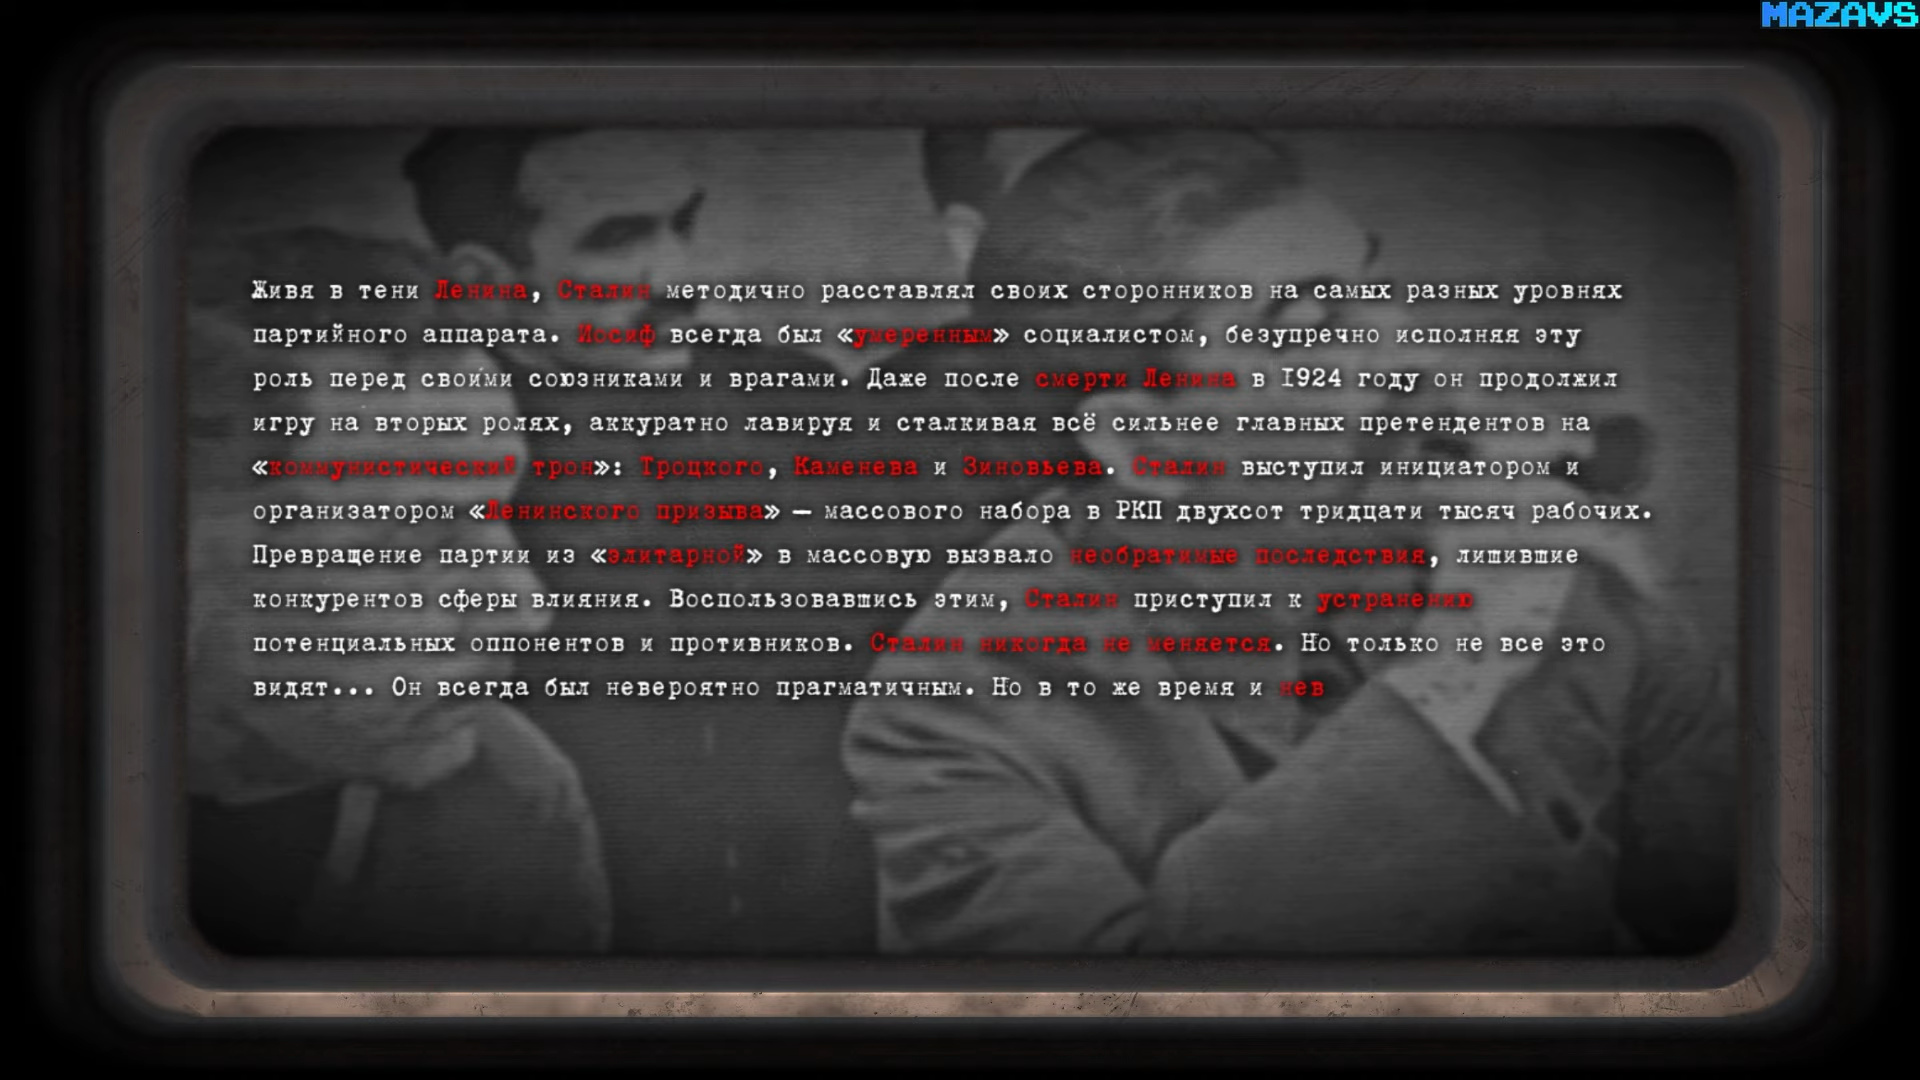 MAZAVS
Живя в тени Ленина, Сталин методично расставлял своих сторонников на самых разных уровнях
партийного аппарата. Иосиф всегда был «умеренным» социалистом, безупречно исполняя эту
роль перед своими союзниками и врагами. Даже после смерти Ленина в 1924 году он продолжил
игру на вторых ролях, аккуратно лавируя и сталкивая всё сильнее главных претендентов на
«коммунистический трон»: Троцкого, Каменева и Зиновьева. Сталин выступил инициатором и
организатором «Ленинского призыва» — массового набора в РКП двухсот тридцати тысяч рабочих.
Превращение партии из «элитарной» в массовую вызвало необратимые последствия, лишившие
конкурентов сферы влияния. Воспользовавшись этим, Сталин приступил к устранению
потенциальных оппонентов и противников. Сталин никогда не меняется. Но только не все это
видят... Он всегда был невероятно прагматичным. Но в то же время и нев